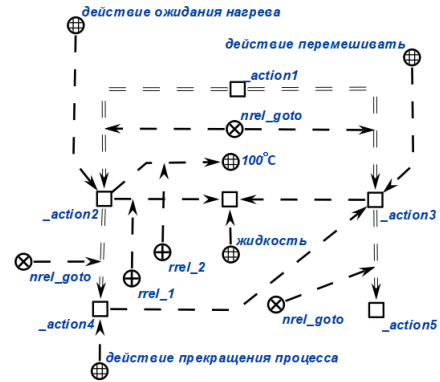 действие ожидания нагрева
действие перемешивать
_action1
nrel_goto
100°C
_action2
_action3
жидкость
nrel_goto
rrel_2
rrel_1
nrel_goto
_action4
_action5
действие прекращения процесса